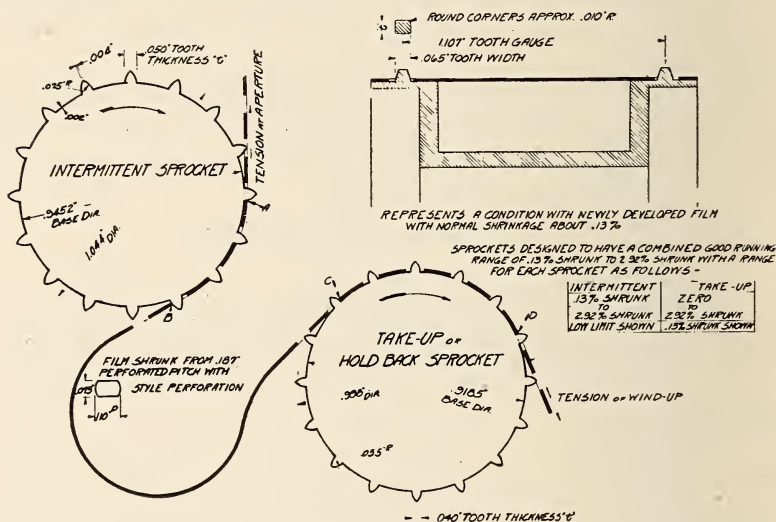 ROUND CORNERS APPROX. .010"R.
1.107" TOOTH GAUGE
.065" TOOTH WIDTH
"t"
.004"
.050" TOOTH
THICKNESS "t"
.025"R
.002"
INTERMITTENT SPROCKET
TENSION AT APERTURE
.9452"
BASE DIA.
1.044" DIA.
A
B
REPRESENTS A CONDITION WITH NEWLY DEVELOPED FILM
WITH NORMAL SHRINKAGE ABOUT .13%
SPROCKETS DESIGNED TO HAVE A COMBINED GOOD RUNNING
RANGE OF .13% SHRUNK TO 2.92% SHRUNK WITH A RANGE
FOR EACH SPROCKET AS FOLLOWS -
INTERMITTENT TAKE-UP
.13% SHRUNK ZERO
TO TO
2.92% SHRUNK 2.92% SHRUNK
LOW LIMIT SHOWN .13% SHRUNK SHOWN
C
D
TAKE-UP OR
HOLD BACK SPROCKET
FILM SHRUNK FROM .187"
PERFORATED PITCH WITH
STYLE PERFORATION
.073"
.110"
.998" DIA
.9185"
BASE DIA.
.055"R
TENSION OR WIND-UP
.040" TOOTH THICKNESS "t"